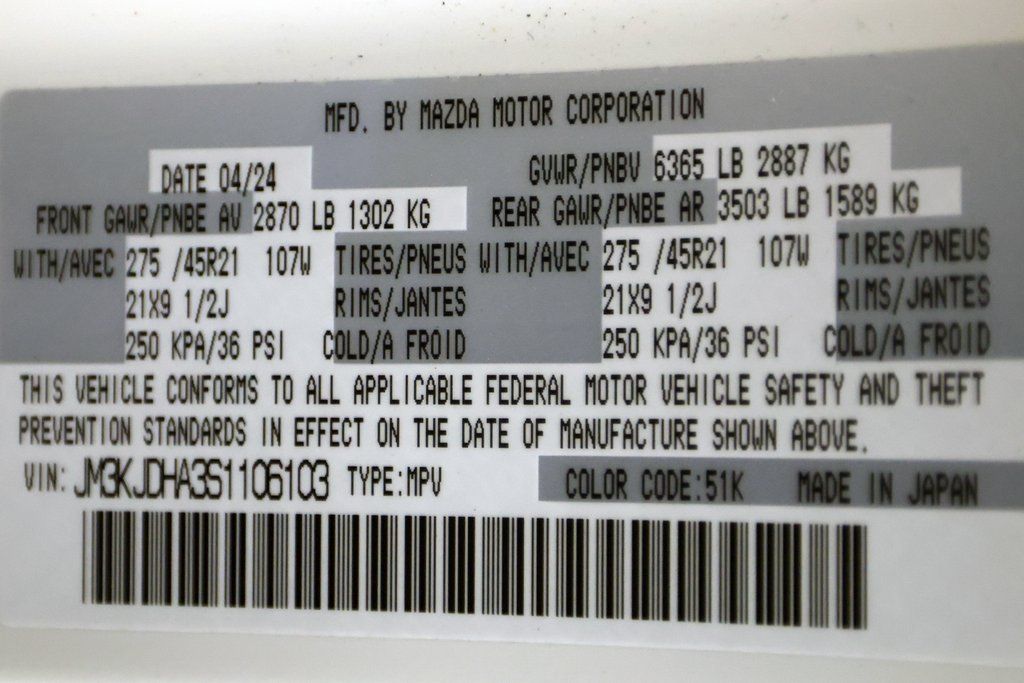 MFD. BY MAZDA MOTOR CORPORATION
DATE 04/24 GVWR/PNBV 6365 LB 2887 KG
FRONT GAWR/PNBE AV 2870 LB 1302 KG REAR GAWR/PNBE AR 3503 LB 1589 KG
WITH/AVEC 275 /45R21 107W TIRES/PNEUS WITH/AVEC 275 /45R21 107W TIRES/PNEUS
21X9 1/2J RIMS/JANTES 21X9 1/2J RIMS/JANTES
250 KPA/36 PSI COLD/A FROID 250 KPA/36 PSI COLD/A FROID
THIS VEHICLE CONFORMS TO ALL APPLICABLE FEDERAL MOTOR VEHICLE SAFETY AND THEFT
PREVENTION STANDARDS IN EFFECT ON THE DATE OF MANUFACTURE SHOWN ABOVE.
VIN: JM3KJDHA3S1106103 TYPE:MPV COLOR CODE:51K MADE IN JAPAN